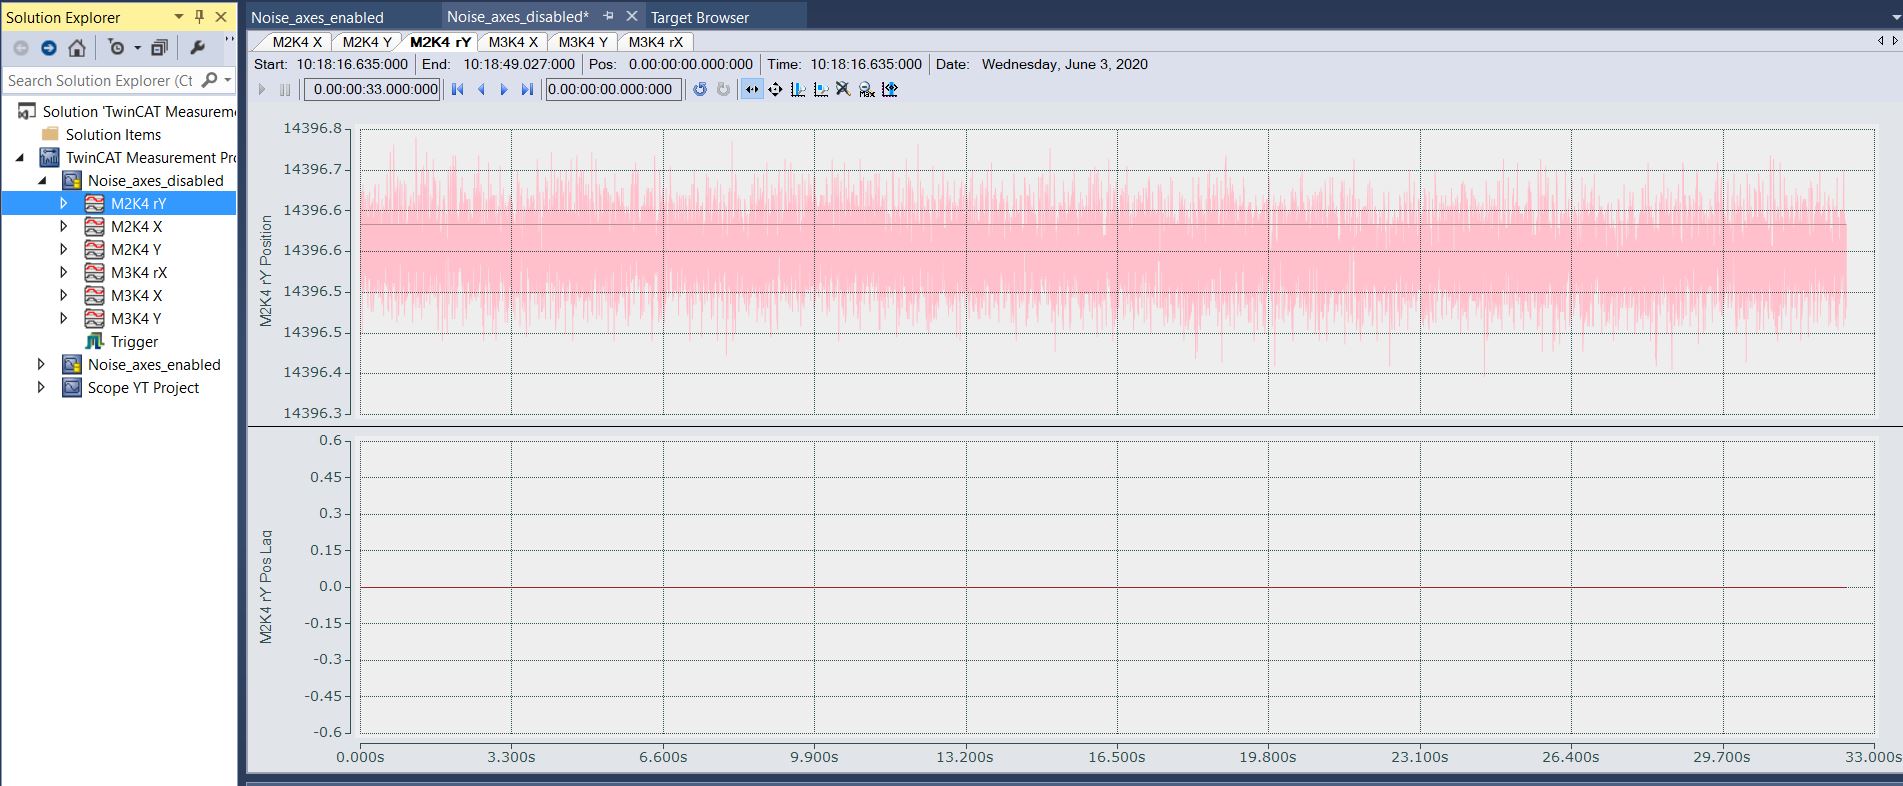 Solution Explorer
Search Solution Explorer (Ct
Solution 'TwinCAT Measurem
Solution Items
TwinCAT Measurement Pr
Noise_axes_disabled
M2K4 rY
M2K4 X
M2K4 Y
M3K4 rX
M3K4 X
M3K4 Y
Trigger
Noise_axes_enabled
Scope YT Project
Noise_axes_enabled Noise_axes_disabled* Target Browser
M2K4 X M2K4 Y M2K4 rY M3K4 X M3K4 Y M3K4 rX
Start: 10:18:16.635:000 End: 10:18:49.027:000 Pos: 0.00:00:00.000:000 Time: 10:18:16.635:000 Date: Wednesday, June 3, 2020
0.00:00:33.000:000 0.00:00:00.000:000
M2K4 rY Position
14396.8
14396.7
14396.6
14396.6
14396.5
14396.5
14396.4
14396.3
M2K4 rY Pos Lag
0.6
0.45
0.3
0.15
0.0
-0.15
-0.3
-0.45
-0.6
0.000s 3.300s 6.600s 9.900s 13.200s 16.500s 19.800s 23.100s 26.400s 29.700s 33.000s